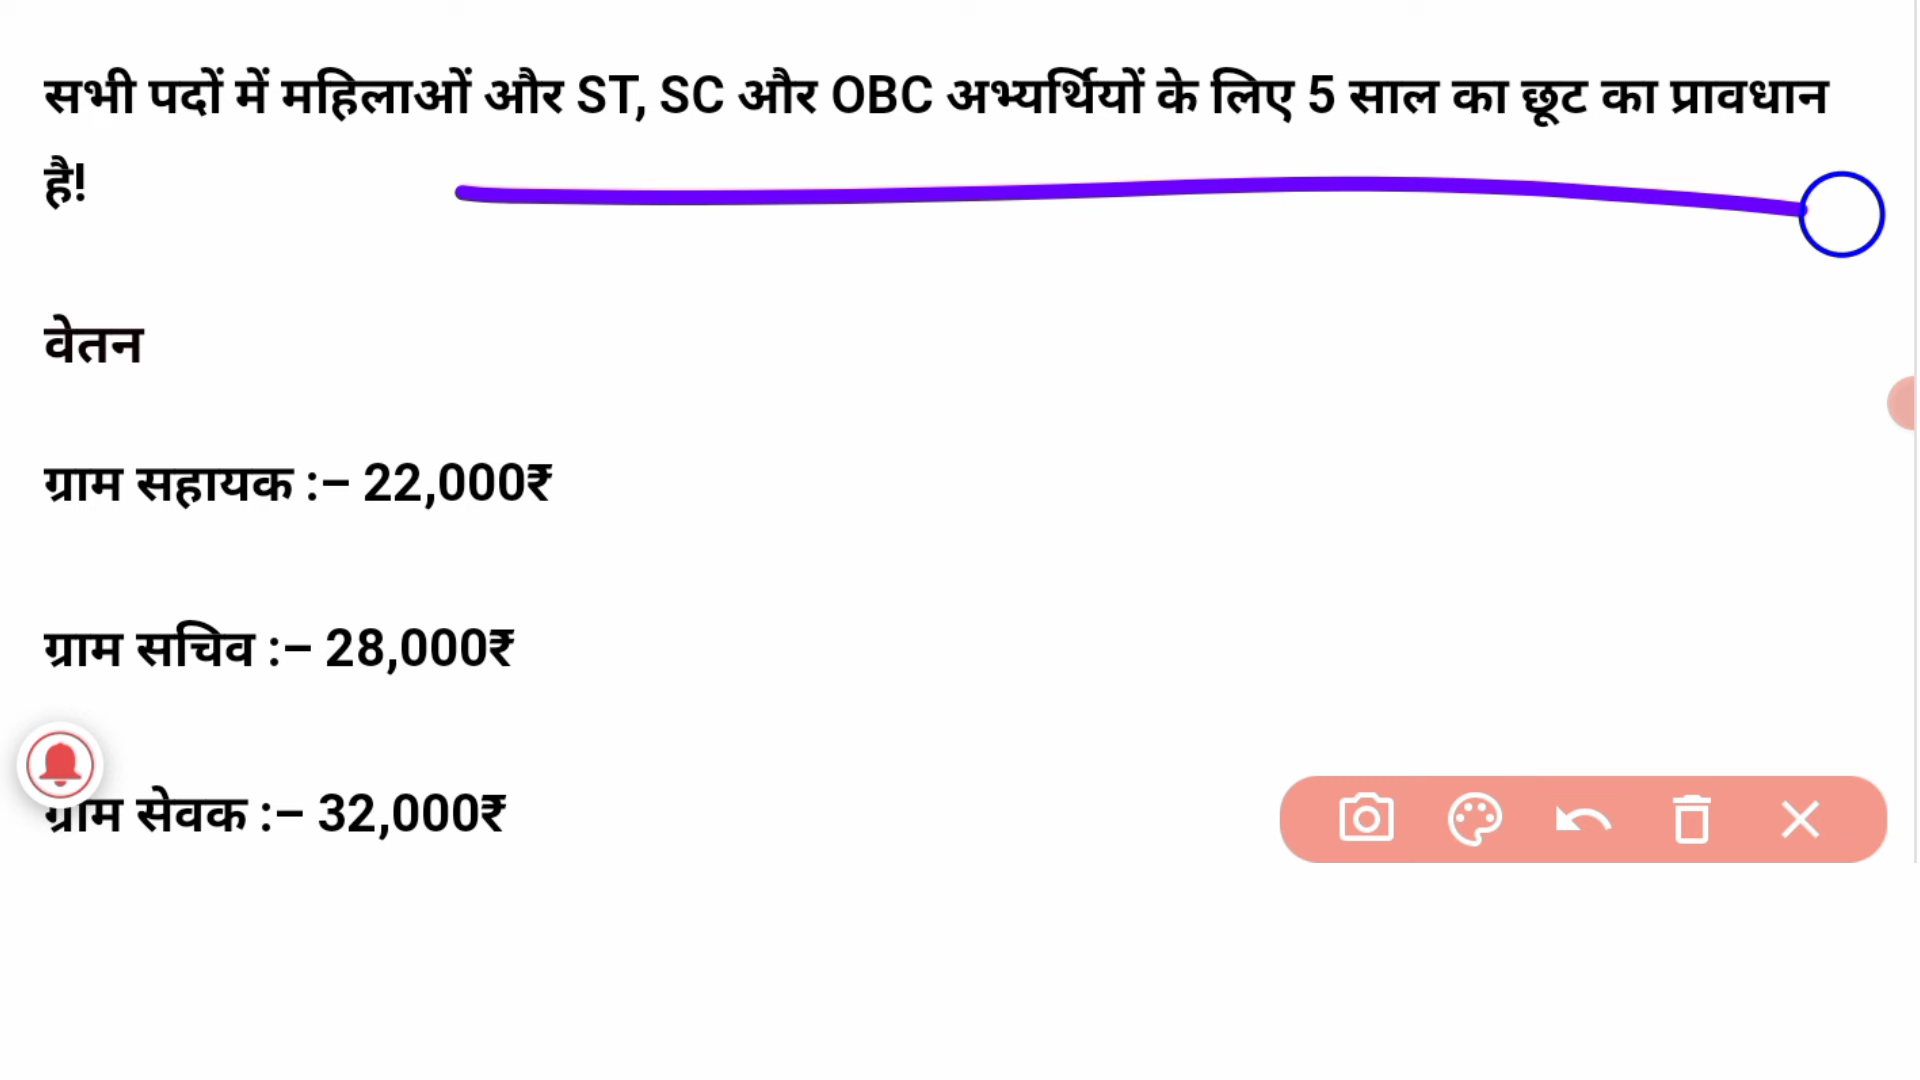 सभी पदों में महिलाओं और ST, SC और OBC अभ्यर्थियों के लिए 5 साल का छूट का प्रावधान
है!
वेतन
ग्राम सहायक :– 22,000₹
ग्राम सचिव :– 28,000₹
ग्राम सेवक :– 32,000₹